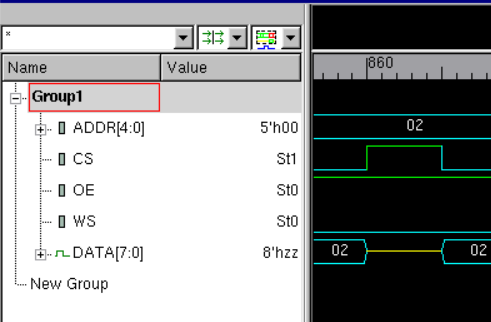 *
Name Value 860
Group1
ADDR[4:0] 5'h00 02
CS St1
OE St0
WS St0
DATA[7:0] 8'hzz 02 02
New Group